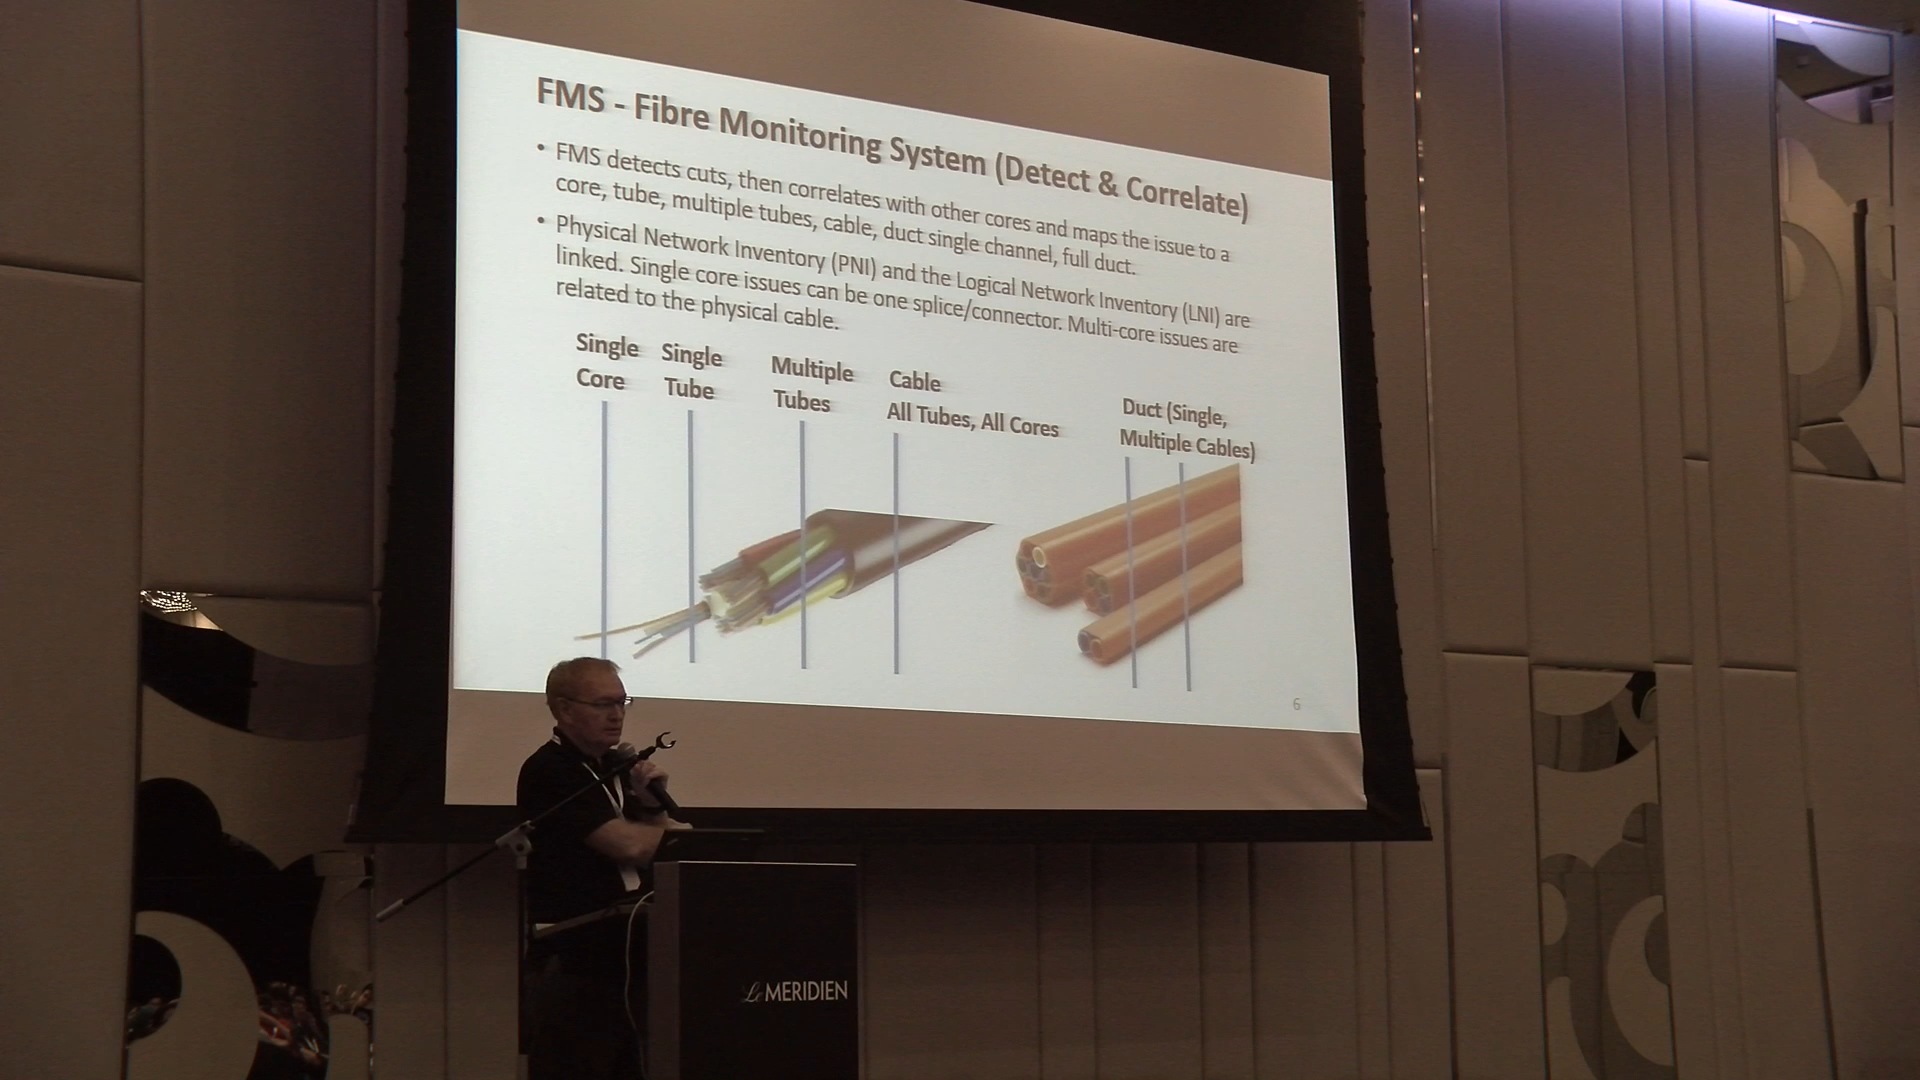 FMS - Fibre Monitoring System (Detect & Correlate)
• FMS detects cuts, then correlates with other cores and maps the issue to a
core, tube, multiple tubes, cable, duct single channel, full duct.
• Physical Network Inventory (PNI) and the Logical Network Inventory (LNI) are
linked. Single core issues can be one splice/connector. Multi-core issues are
related to the physical cable.
Single
Core
Single
Tube
Multiple
Tubes
Cable
All Tubes, All Cores
Duct (Single,
Multiple Cables)
6
Le MERIDIEN